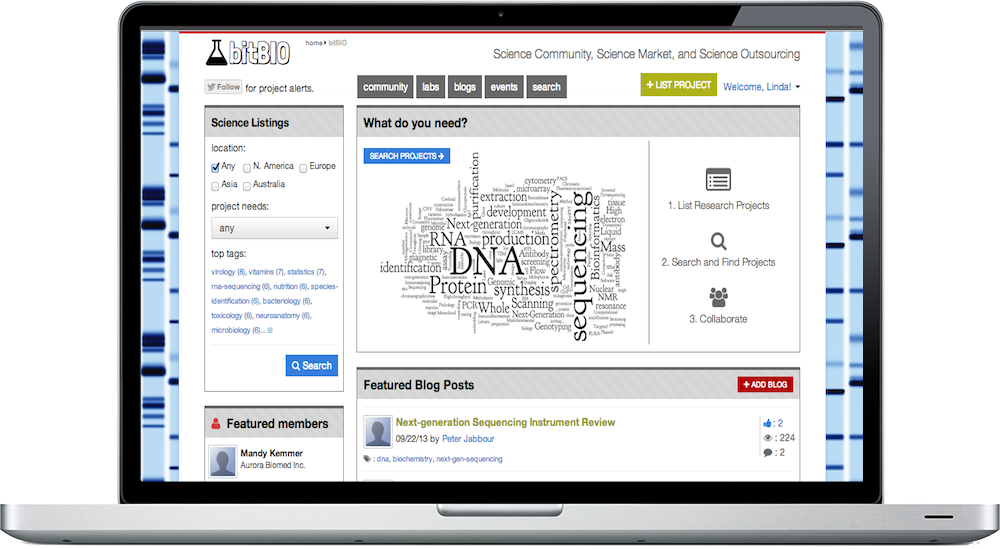 bitBIO
home bitBIO
Science Community, Science Market, and Science Outsourcing
Follow for project alerts.
community labs blogs events search
+ LIST PROJECT
Welcome, Linda!
Science Listings
location:
Any N. America Europe
Asia Australia
project needs:
any
top tags:
virology (8), vitamins (7), statistics (7),
rna-sequencing (6), nutrition (6), species-
identification (6), bacteriology (6),
toxicology (6), neuroanatomy (6),
microbiology (6)...
Search
Featured members
Mandy Kemmer
Aurora Biomed Inc.
What do you need?
SEARCH PROJECTS
purification
cytometry
microarray
extraction
development
Next-generation
genome
RNA
production
library
magnetic
identification
DNA
Antibody
screening
Flow
Genomic
Protein
synthesis
spectrometry
sequencing
Bioinformatics
tissue
High
electron
Liquid
Mass
antibody
Nuclear
NMR
resonance
PCR
Whole
Scanning
Next-Generation
Genotyping
1. List Research Projects
2. Search and Find Projects
3. Collaborate
Featured Blog Posts
+ ADD BLOG
Next-generation Sequencing Instrument Review
09/22/13 by Peter Jabbour
: dna, biochemistry, next-gen-sequencing
: 2
: 224
: 2